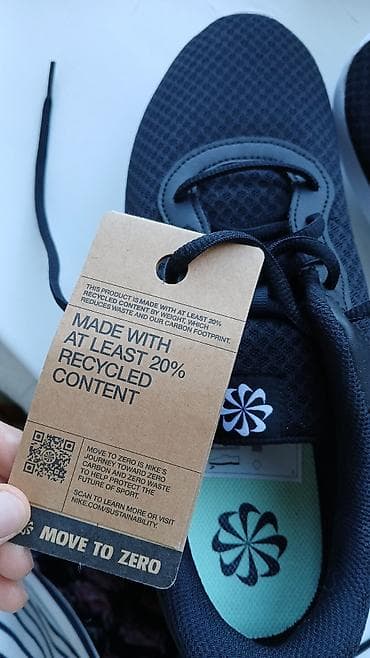 THIS PRODUCT IS MADE WITH AT LEAST 20%
RECYCLED CONTENT BY WEIGHT, WHICH
REDUCES WASTE AND OUR CARBON FOOTPRINT.
MADE WITH
AT LEAST 20%
RECYCLED
CONTENT
MOVE TO ZERO IS NIKE'S
JOURNEY TOWARD ZERO
CARBON AND ZERO WASTE
TO HELP PROTECT THE
FUTURE OF SPORT.
SCAN TO LEARN MORE OR VISIT
NIKE.COM/SUSTAINABILITY.
MOVE TO ZERO